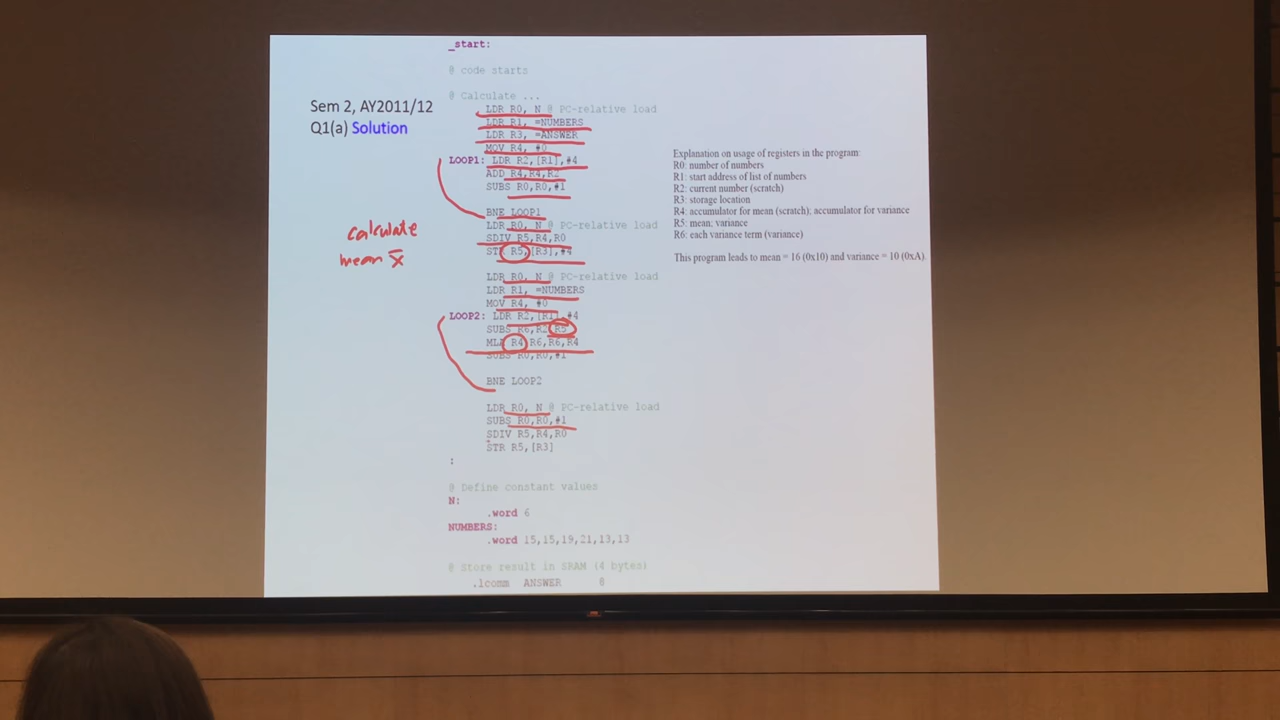 _start:
@ code starts
Sem 2, AY2011/12
Q1(a) Solution
@ Calculate ...
LDR R0, N @ PC-relative load
LDR R1, =NUMBERS
LDR R3, =ANSWER
MOV R4, #0
LOOP1: LDR R2,[R1],#4
ADD R4,R4,R2
SUBS R0,R0,#1
BNE LOOP1
LDR R0, N @ PC-relative load
SDIV R5,R4,R0
STR R5,[R3],#4
calculate
mean x̄
LDR R0, N @ PC-relative load
LDR R1, =NUMBERS
MOV R4, #0
LOOP2: LDR R2,[R1],#4
SUBS R6,R2,R5
MLA R4,R6,R6,R4
SUBS R0,R0,#1
BNE LOOP2
LDR R0, N @ PC-relative load
SUBS R0,R0,#1
SDIV R5,R4,R0
STR R5,[R3]
:
@ Define constant values
N:
.word 6
NUMBERS:
.word 15,15,19,21,13,13
@ Store result in SRAM (4 bytes)
.lcomm ANSWER 8
Explanation on usage of registers in the program:
R0: number of numbers
R1: start address of list of numbers
R2: current number (scratch)
R3: storage location
R4: accumulator for mean (scratch); accumulator for variance
R5: mean; variance
R6: each variance term (variance)
This program leads to mean = 16 (0x10) and variance = 10 (0xA).